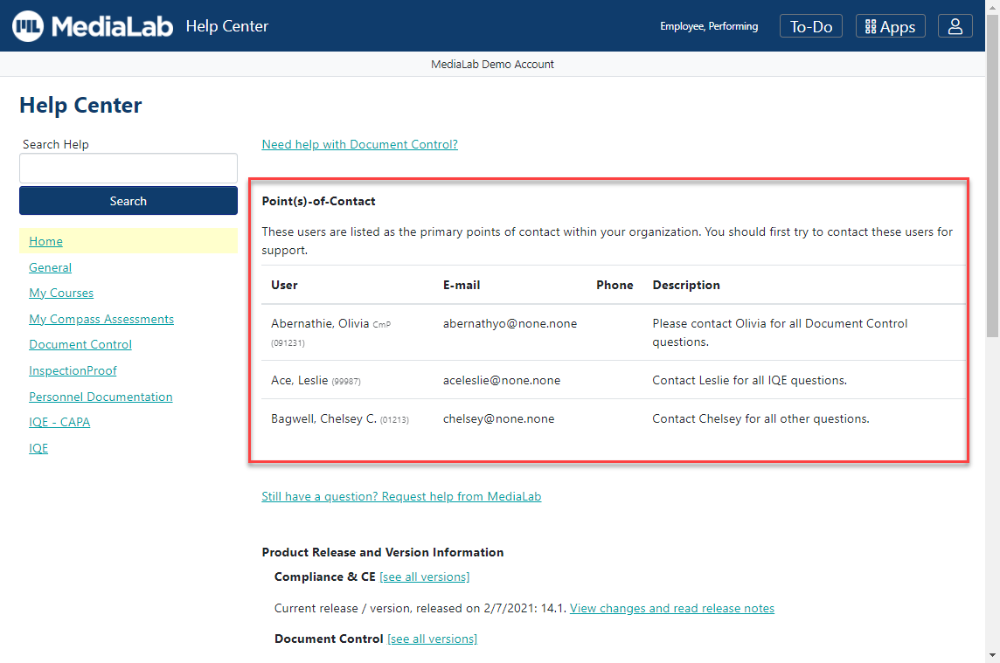 MediaLab Help Center
Employee, Performing
To-Do
Apps
MediaLab Demo Account
Help Center
Search Help
Search
Home
General
My Courses
My Compass Assessments
Document Control
InspectionProof
Personnel Documentation
IQE - CAPA
IQE
Need help with Document Control?
Point(s)-of-Contact
These users are listed as the primary points of contact within your organization. You should first try to contact these users for
support.
User E-mail Phone Description
Abernathie, Olivia CmP abernathyo@none.none Please contact Olivia for all Document Control
(091231) questions.
Ace, Leslie (99987) aceleslie@none.none Contact Leslie for all IQE questions.
Bagwell, Chelsey C. (01213) chelsey@none.none Contact Chelsey for all other questions.
Still have a question? Request help from MediaLab
Product Release and Version Information
Compliance & CE [see all versions]
Current release / version, released on 2/7/2021: 14.1. View changes and read release notes
Document Control [see all versions]